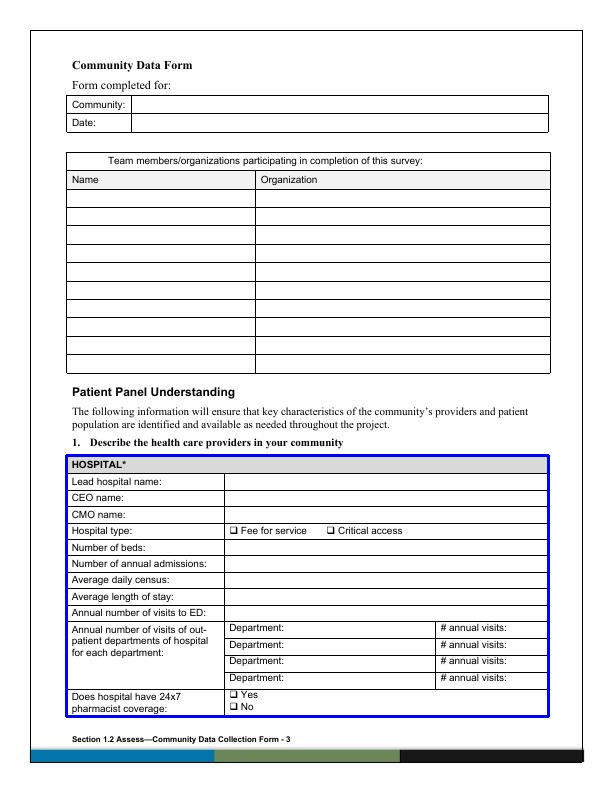 Community Data Form
Form completed for:
Community:
Date:
Team members/organizations participating in completion of this survey:
Name Organization
Patient Panel Understanding
The following information will ensure that key characteristics of the community’s providers and patient
population are identified and available as needed throughout the project.
1. Describe the health care providers in your community
HOSPITAL*
Lead hospital name:
CEO name:
CMO name:
Hospital type: ❑ Fee for service ❑ Critical access
Number of beds:
Number of annual admissions:
Average daily census:
Average length of stay:
Annual number of visits to ED:
Annual number of visits of out-
patient departments of hospital
for each department:
Department: # annual visits:
Department: # annual visits:
Department: # annual visits:
Department: # annual visits:
Does hospital have 24x7
pharmacist coverage:
❑ Yes
❑ No
Section 1.2 Assess—Community Data Collection Form - 3